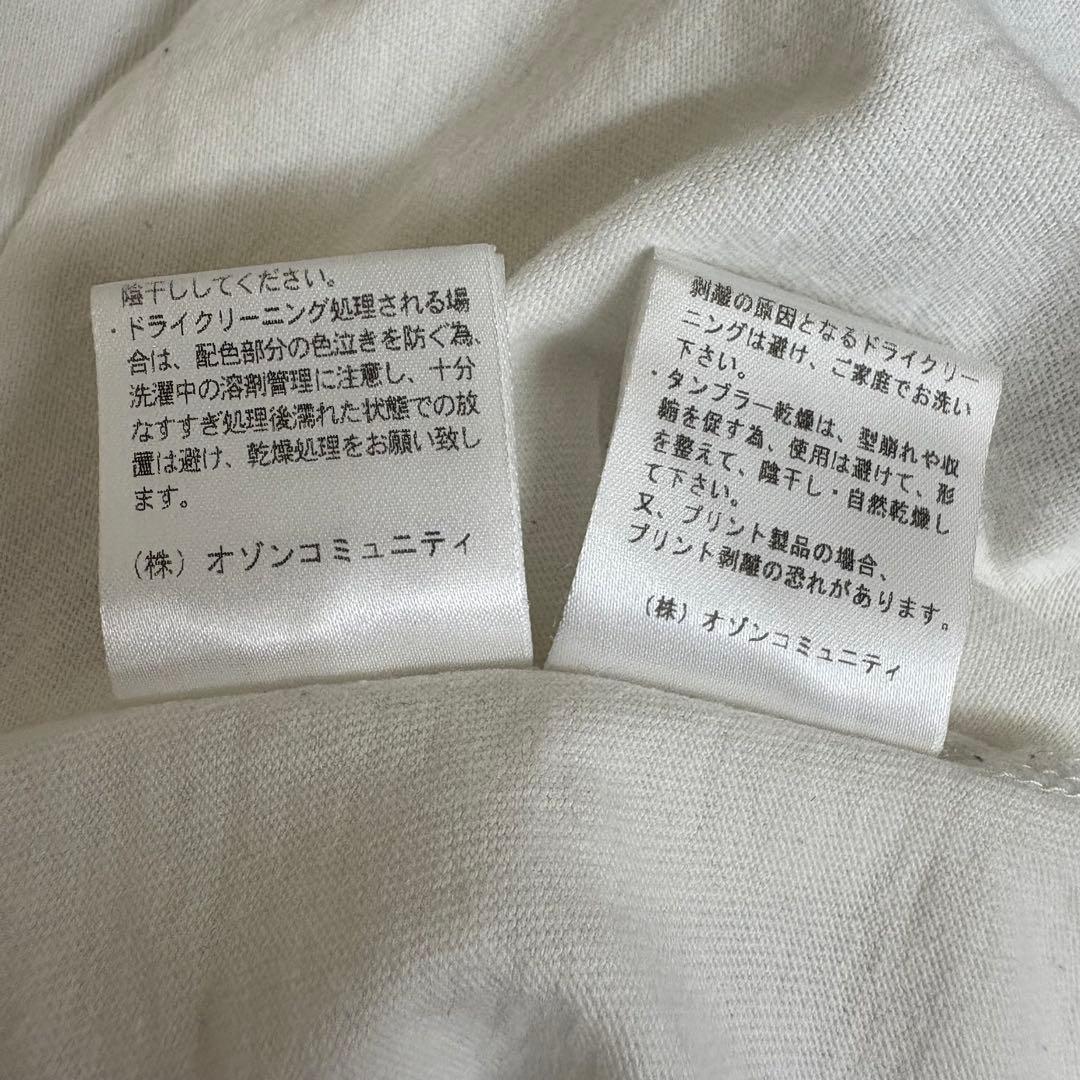 陰干ししてください。
・ドライクリーニング処理される場
合は、配色部分の色泣きを防ぐ為、
洗濯中の溶剤管理に注意し、十分
なすすぎ処理後濡れた状態での放
置は避け、乾燥処理をお願い致し
ます。
(株)オゾンコミュニティ
剥離の原因となるドライクリー
ニングは避け、ご家庭でお洗い
下さい。
・タンブラー乾燥は、型崩れや収
縮を促す為、使用は避けて、形
を整えて、陰干し・自然乾燥し
て下さい。
又、プリント製品の場合、
プリント剥離の恐れがあります。
(株)オゾンコミュニティ